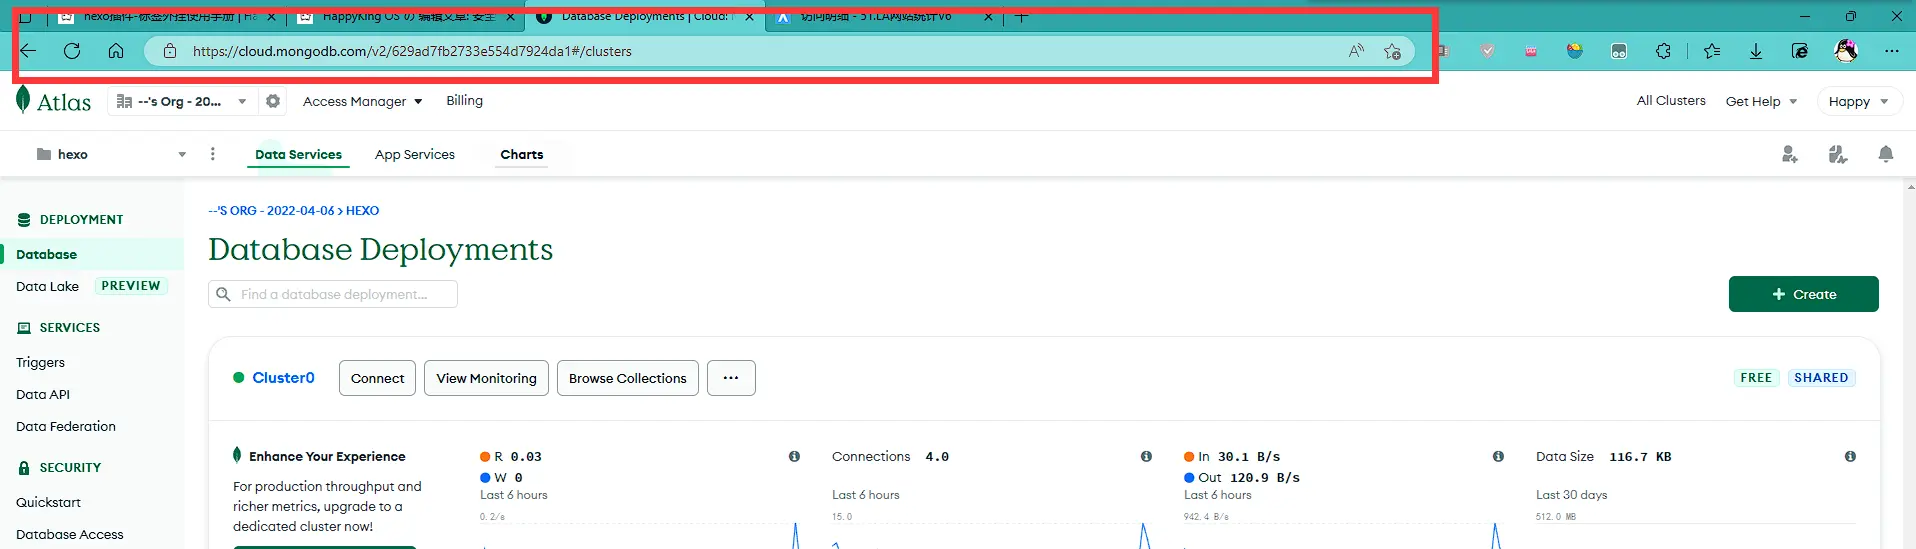 hexo插件-标签外挂使用手册 | Ha
HappyKing OS の 编辑文章: 安全
Database Deployments | Cloud: M
访问明细 - 51.LA网站统计V6
https://cloud.mongodb.com/v2/629ad7fb2733e554d7924da1#/clusters
Atlas
--'s Org - 20...
Access Manager
Billing
All Clusters
Get Help
Happy
hexo
Data Services
App Services
Charts
DEPLOYMENT
Database
Data Lake PREVIEW
SERVICES
Triggers
Data API
Data Federation
SECURITY
Quickstart
Database Access
--'S ORG - 2022-04-06 › HEXO
Database Deployments
Find a database deployment...
+ Create
Cluster0
Connect
View Monitoring
Browse Collections
...
FREE
SHARED
Enhance Your Experience
For production throughput and
richer metrics, upgrade to a
dedicated cluster now!
R 0.03
W 0
Last 6 hours
0.2/s
Connections 4.0
Last 6 hours
15.0
In 30.1 B/s
Out 120.9 B/s
Last 6 hours
942.4 B/s
Data Size 116.7 KB
Last 30 days
512.0 MB